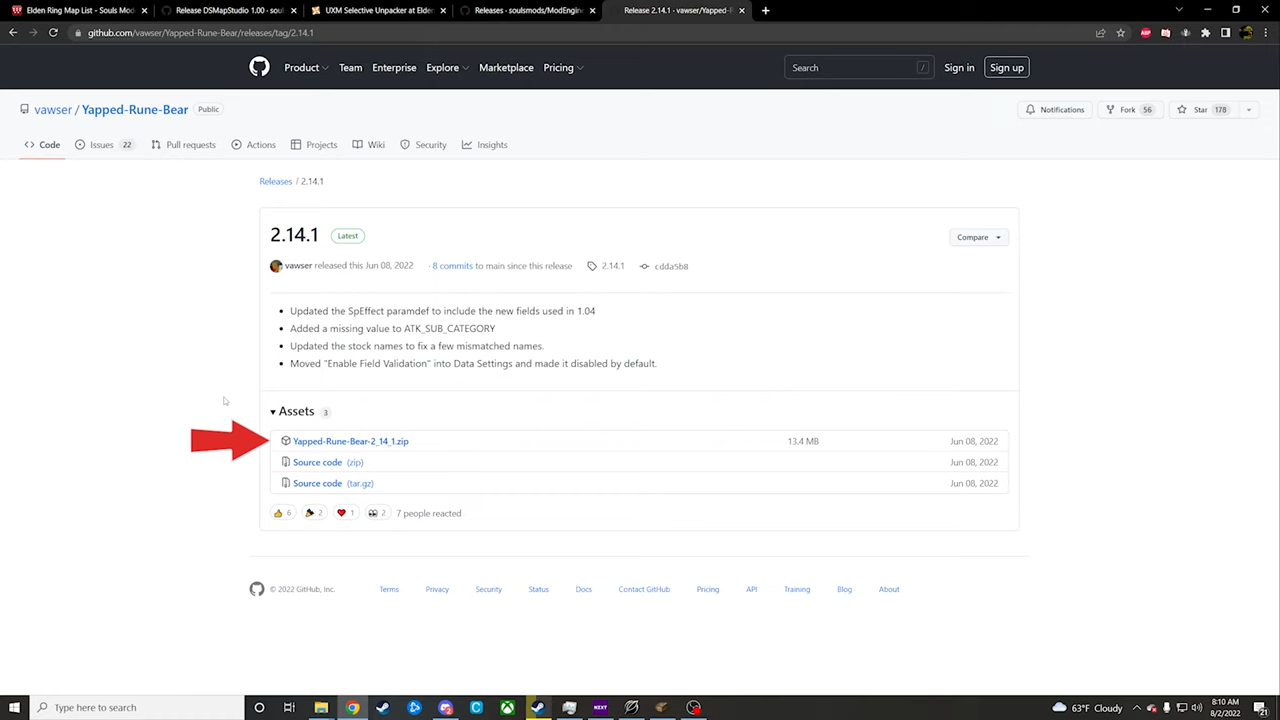 Elden Ring Map List - Souls Mod
Release DSMapStudio 1.00 · soul
UXM Selective Unpacker at Elden
Releases · soulsmods/ModEngine
Release 2.14.1 · vawser/Yapped-R
github.com/vawser/Yapped-Rune-Bear/releases/tag/2.14.1
Product Team Enterprise Explore Marketplace Pricing Search / Sign in Sign up
vawser / Yapped-Rune-Bear Public Notifications Fork 56 Star 178
Code Issues 22 Pull requests Actions Projects Wiki Security Insights
Releases / 2.14.1
2.14.1 Latest Compare
vawser released this Jun 08, 2022 · 8 commits to main since this release 2.14.1 cdda5b8
• Updated the SpEffect paramdef to include the new fields used in 1.04
• Added a missing value to ATK_SUB_CATEGORY
• Updated the stock names to fix a few mismatched names.
• Moved "Enable Field Validation" into Data Settings and made it disabled by default.
Assets 3
Yapped-Rune-Bear-2_14_1.zip 13.4 MB Jun 08, 2022
Source code (zip) Jun 08, 2022
Source code (tar.gz) Jun 08, 2022
6 2 1 2 7 people reacted
© 2022 GitHub, Inc. Terms Privacy Security Status Docs Contact GitHub Pricing API Training Blog About
Type here to search
NZXT
63°F Cloudy
8:10 AM
8/2/2022
21